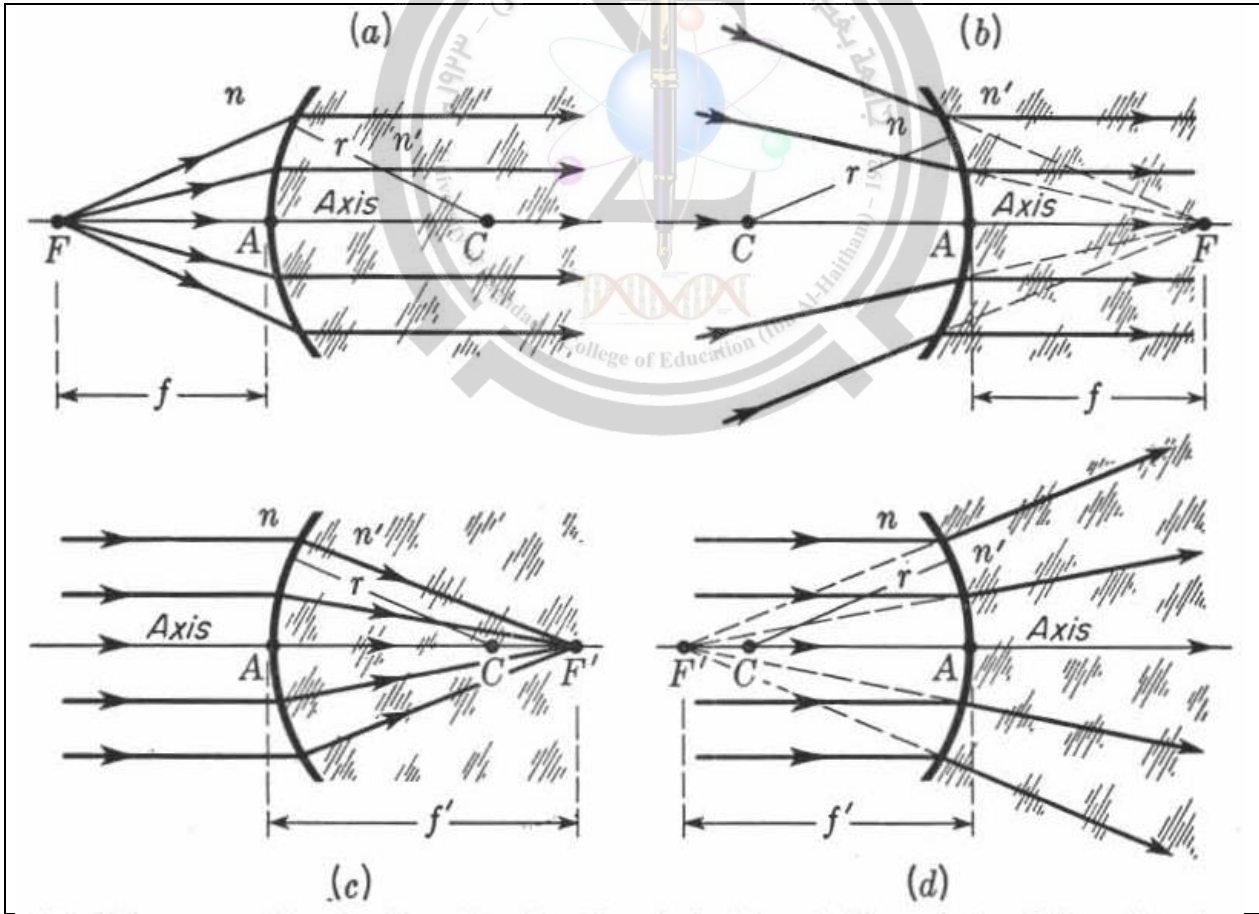 (a)
n
r
n'
Axis
F
A
C
f
(b)
n'
n
r
Axis
C
A
F
f
n
n'
r
Axis
A
C
F'
f'
(c)
n
n'
r
Axis
F'
C
A
f'
(d)
College of Education (Ibn Al-Haitham) –